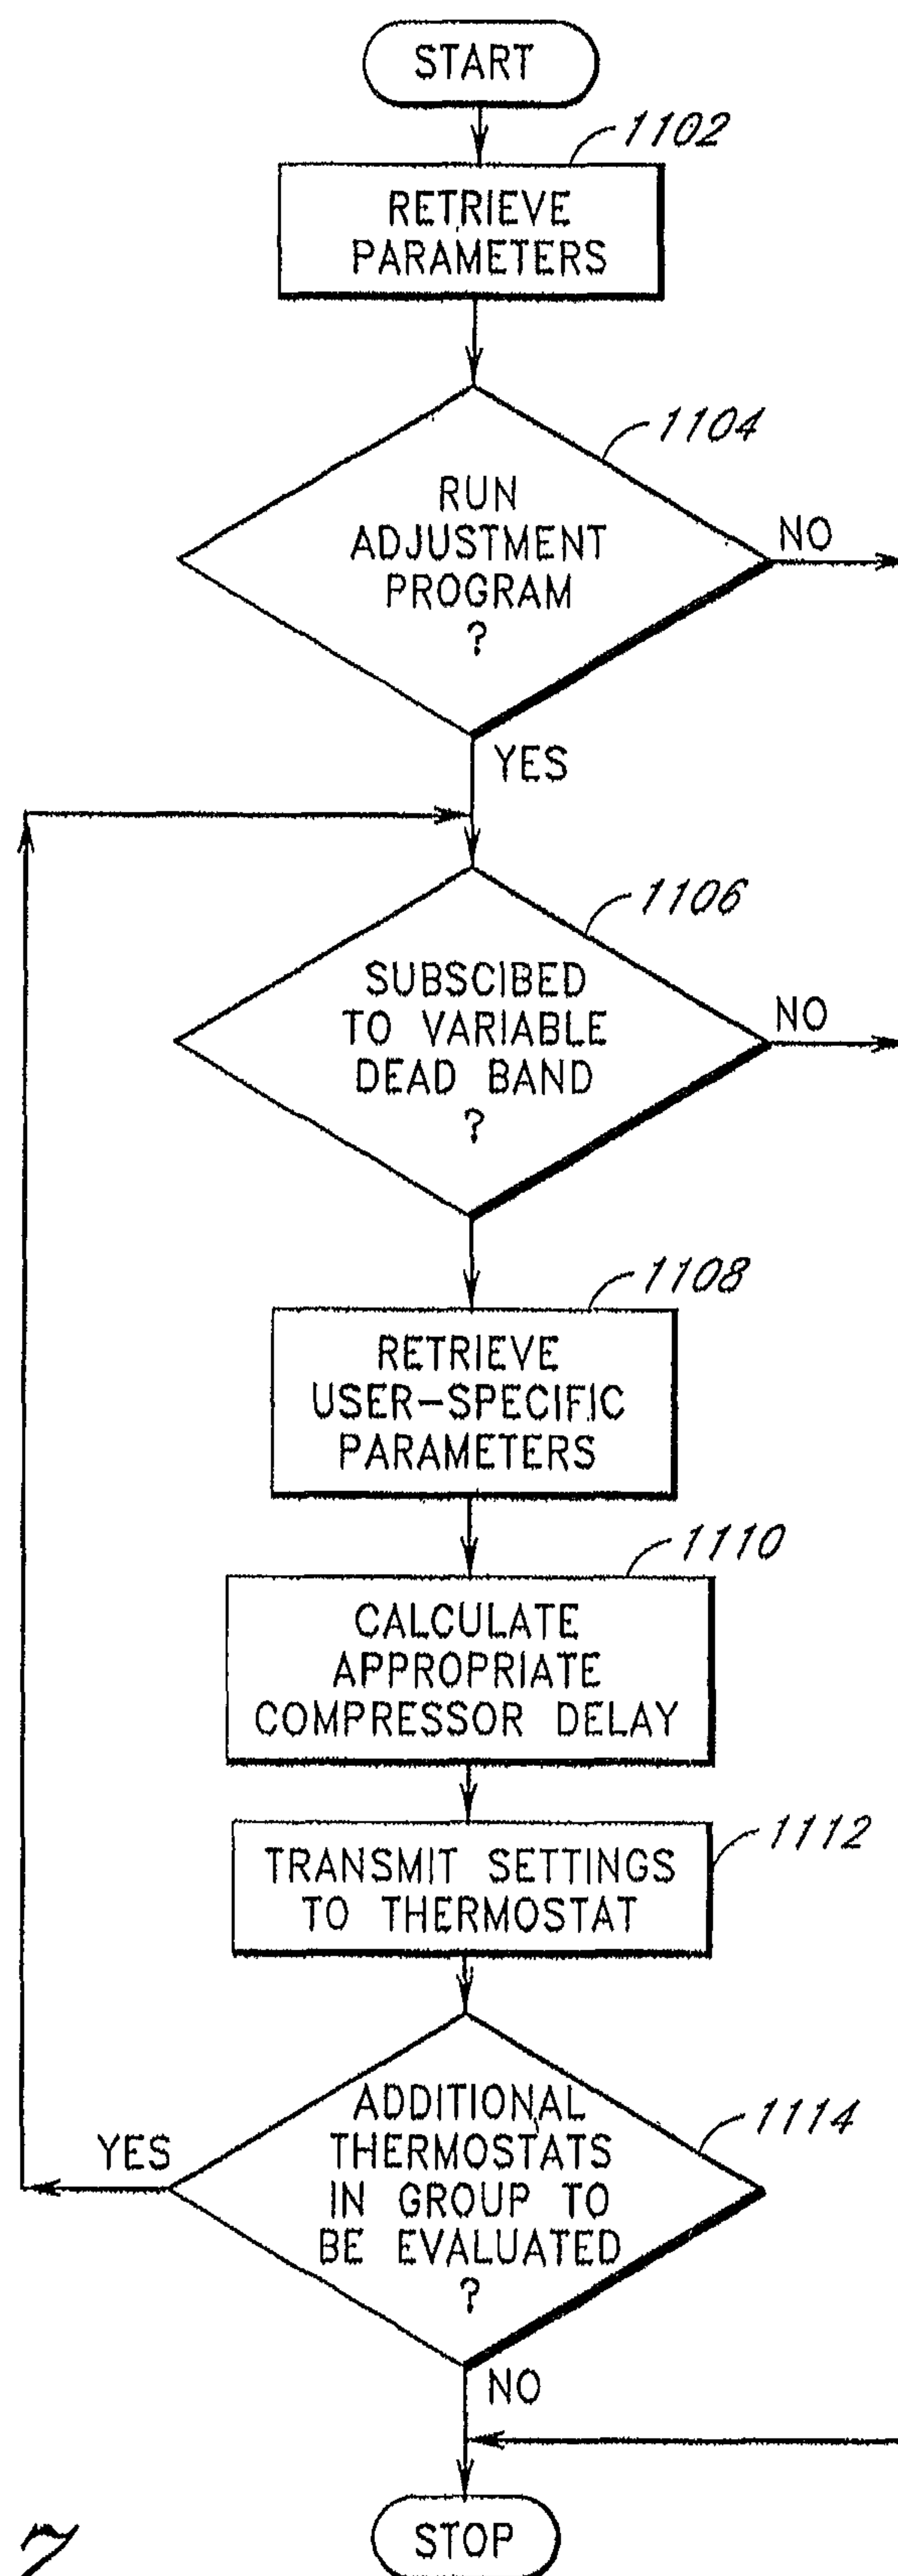 START
1102
RETRIEVE
PARAMETERS
1104
RUN
ADJUSTMENT
PROGRAM
?
NO
YES
1106
SUBSCIBED
TO VARIABLE
DEAD BAND
?
NO
1108
RETRIEVE
USER-SPECIFIC
PARAMETERS
1110
CALCULATE
APPROPRIATE
COMPRESSOR DELAY
1112
TRANSMIT SETTINGS
TO THERMOSTAT
1114
ADDITIONAL
THERMOSTATS
IN GROUP TO
BE EVALUATED
?
YES
NO
STOP